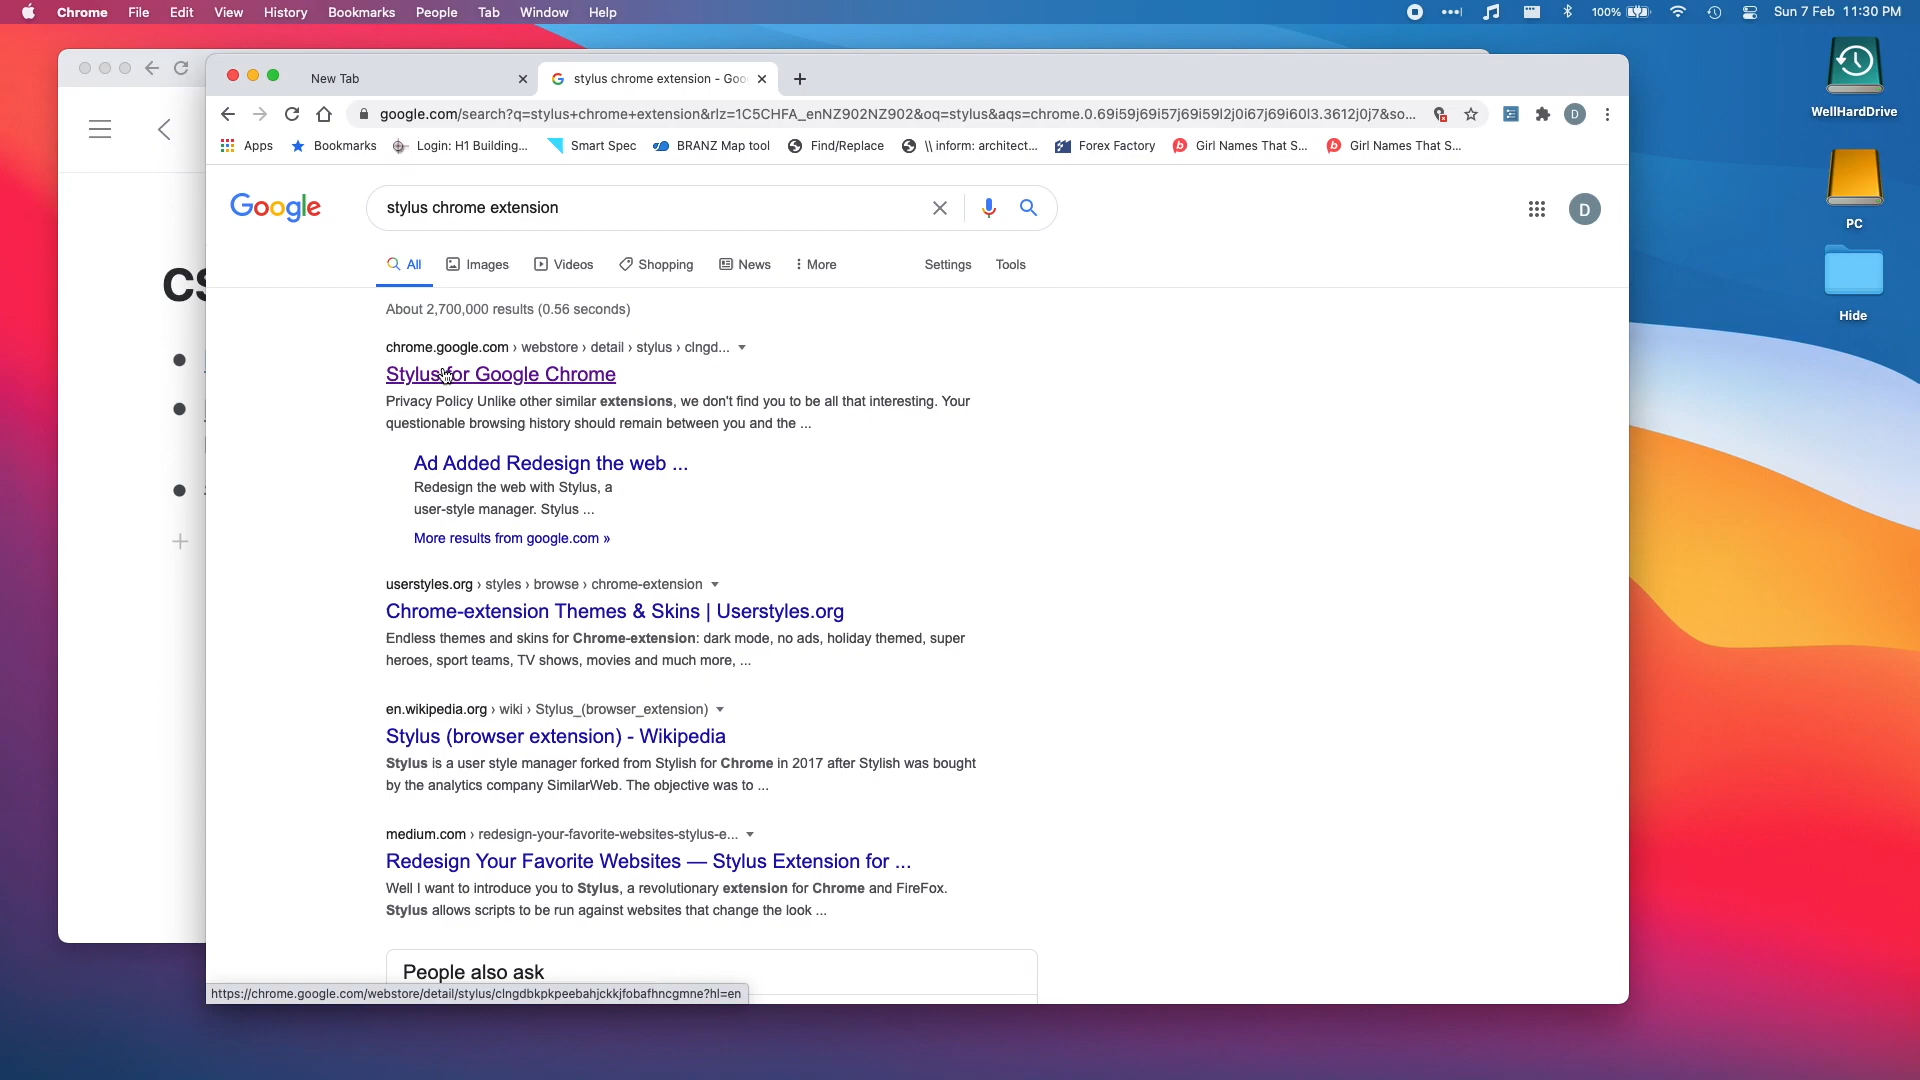 Chrome File Edit View History Bookmarks People Tab Window Help
100% Sun 7 Feb 11:30 PM
New Tab
stylus chrome extension - Goo
google.com/search?q=stylus+chrome+extension&rlz=1C5CHFA_enNZ902NZ902&oq=stylus&aqs=chrome.0.69i59j69i57j69i59l2j0i67j69i60l3.3612j0j7&so...
D
Apps Bookmarks Login: H1 Building... Smart Spec BRANZ Map tool Find/Replace \\ inform: architect... Forex Factory Girl Names That S... Girl Names That S...
Google
stylus chrome extension
D
All Images Videos Shopping News More Settings Tools
About 2,700,000 results (0.56 seconds)
chrome.google.com › webstore › detail › stylus › clngd...
Stylus for Google Chrome
Privacy Policy Unlike other similar extensions, we don't find you to be all that interesting. Your
questionable browsing history should remain between you and the ...
Ad Added Redesign the web ...
Redesign the web with Stylus, a
user-style manager. Stylus ...
More results from google.com »
userstyles.org › styles › browse › chrome-extension
Chrome-extension Themes & Skins | Userstyles.org
Endless themes and skins for Chrome-extension: dark mode, no ads, holiday themed, super
heroes, sport teams, TV shows, movies and much more, ...
en.wikipedia.org › wiki › Stylus_(browser_extension)
Stylus (browser extension) - Wikipedia
Stylus is a user style manager forked from Stylish for Chrome in 2017 after Stylish was bought
by the analytics company SimilarWeb. The objective was to ...
medium.com › redesign-your-favorite-websites-stylus-e...
Redesign Your Favorite Websites — Stylus Extension for ...
Well I want to introduce you to Stylus, a revolutionary extension for Chrome and FireFox.
Stylus allows scripts to be run against websites that change the look ...
People also ask
https://chrome.google.com/webstore/detail/stylus/clngdbkpkpeebahjckkjfobafhncgmne?hl=en
WellHardDrive
PC
Hide